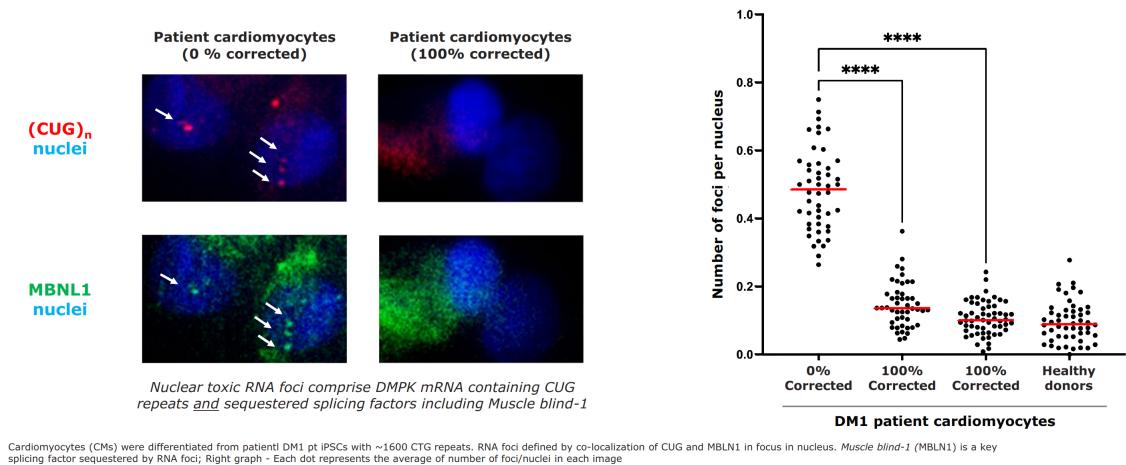 Patient cardiomyocytes
(0 % corrected)
Patient cardiomyocytes
(100% corrected)
(CUG)n
nuclei
MBNL1
nuclei
Nuclear toxic RNA foci comprise DMPK mRNA containing CUG
repeats and sequestered splicing factors including Muscle blind-1
Number of foci per nucleus
1.0
0.8
0.6
0.4
0.2
0.0
****
****
0%
Corrected
100%
Corrected
100%
Corrected
Healthy
donors
DM1 patient cardiomyocytes
Cardiomyocytes (CMs) were differentiated from patientl DM1 pt iPSCs with ~1600 CTG repeats. RNA foci defined by co-localization of CUG and MBLN1 in focus in nucleus. Muscle blind-1 (MBLN1) is a key
splicing factor sequestered by RNA foci; Right graph - Each dot represents the average of number of foci/nuclei in each image